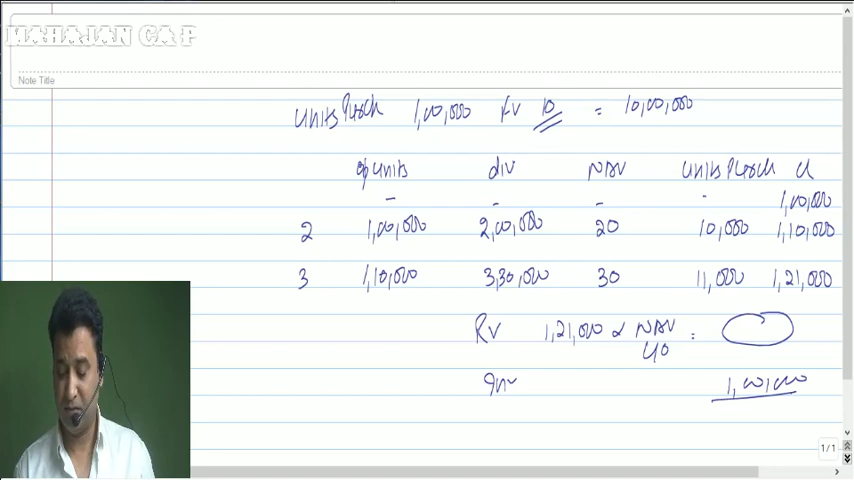 MAHAJAN CAP
Note Title
Units Purch 1,00,000 Fv 10 = 10,00,000
op units div NAV Units Purch Cl
- - - - 1,00,000
2 1,00,000 2,00,000 20 10,000 1,10,000
3 1,10,000 3,30,000 30 11,000 1,21,000
RV 1,21,000 x NAV =
40
Inv 1,00,000
1/1